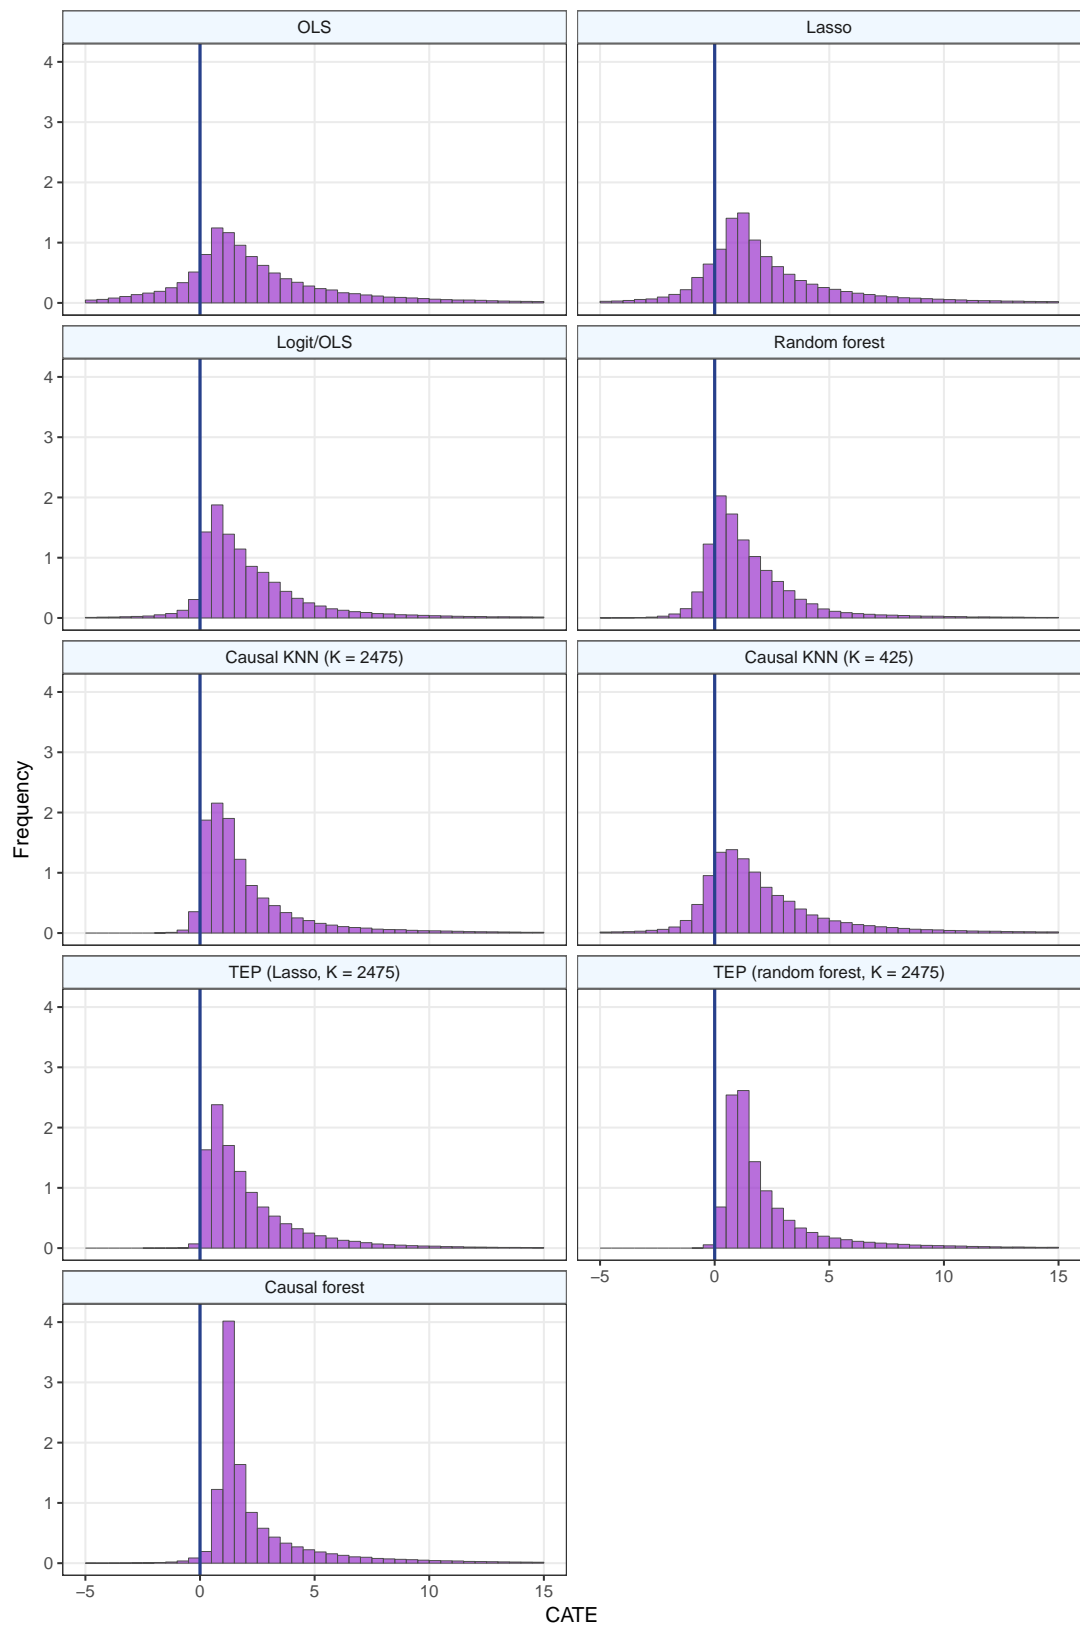 OLS
Lasso
4
3
2
1
0
Logit/OLS
Random forest
4
3
2
1
0
Causal KNN (K = 2475)
Causal KNN (K = 425)
4
3
2
1
0
Frequency
TEP (Lasso, K = 2475)
TEP (random forest, K = 2475)
4
3
2
1
0
−5 0 5 10 15
Causal forest
4
3
2
1
0
−5 0 5 10 15
CATE